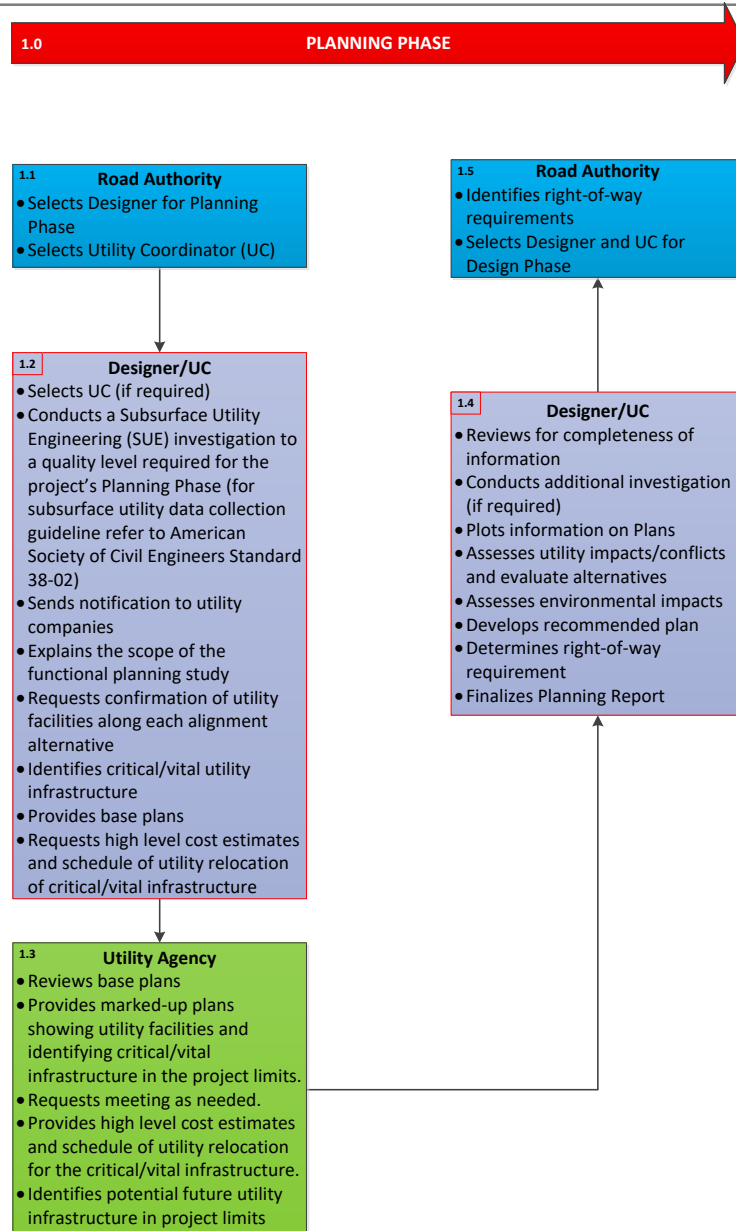 1.0 PLANNING PHASE
1.1 Road Authority
• Selects Designer for Planning
Phase
• Selects Utility Coordinator (UC)
1.2 Designer/UC
• Selects UC (if required)
• Conducts a Subsurface Utility
Engineering (SUE) investigation to
a quality level required for the
project's Planning Phase (for
subsurface utility data collection
guideline refer to American
Society of Civil Engineers Standard
38-02)
• Sends notification to utility
companies
• Explains the scope of the
functional planning study
• Requests confirmation of utility
facilities along each alignment
alternative
• Identifies critical/vital utility
infrastructure
• Provides base plans
• Requests high level cost estimates
and schedule of utility relocation
of critical/vital infrastructure
1.3 Utility Agency
• Reviews base plans
• Provides marked-up plans
showing utility facilities and
identifying critical/vital
infrastructure in the project limits.
• Requests meeting as needed.
• Provides high level cost estimates
and schedule of utility relocation
for the critical/vital infrastructure.
• Identifies potential future utility
infrastructure in project limits
1.4 Designer/UC
• Reviews for completeness of
information
• Conducts additional investigation
(if required)
• Plots information on Plans
• Assesses utility impacts/conflicts
and evaluate alternatives
• Assesses environmental impacts
• Develops recommended plan
• Determines right-of-way
requirement
• Finalizes Planning Report
1.5 Road Authority
• Identifies right-of-way
requirements
• Selects Designer and UC for
Design Phase